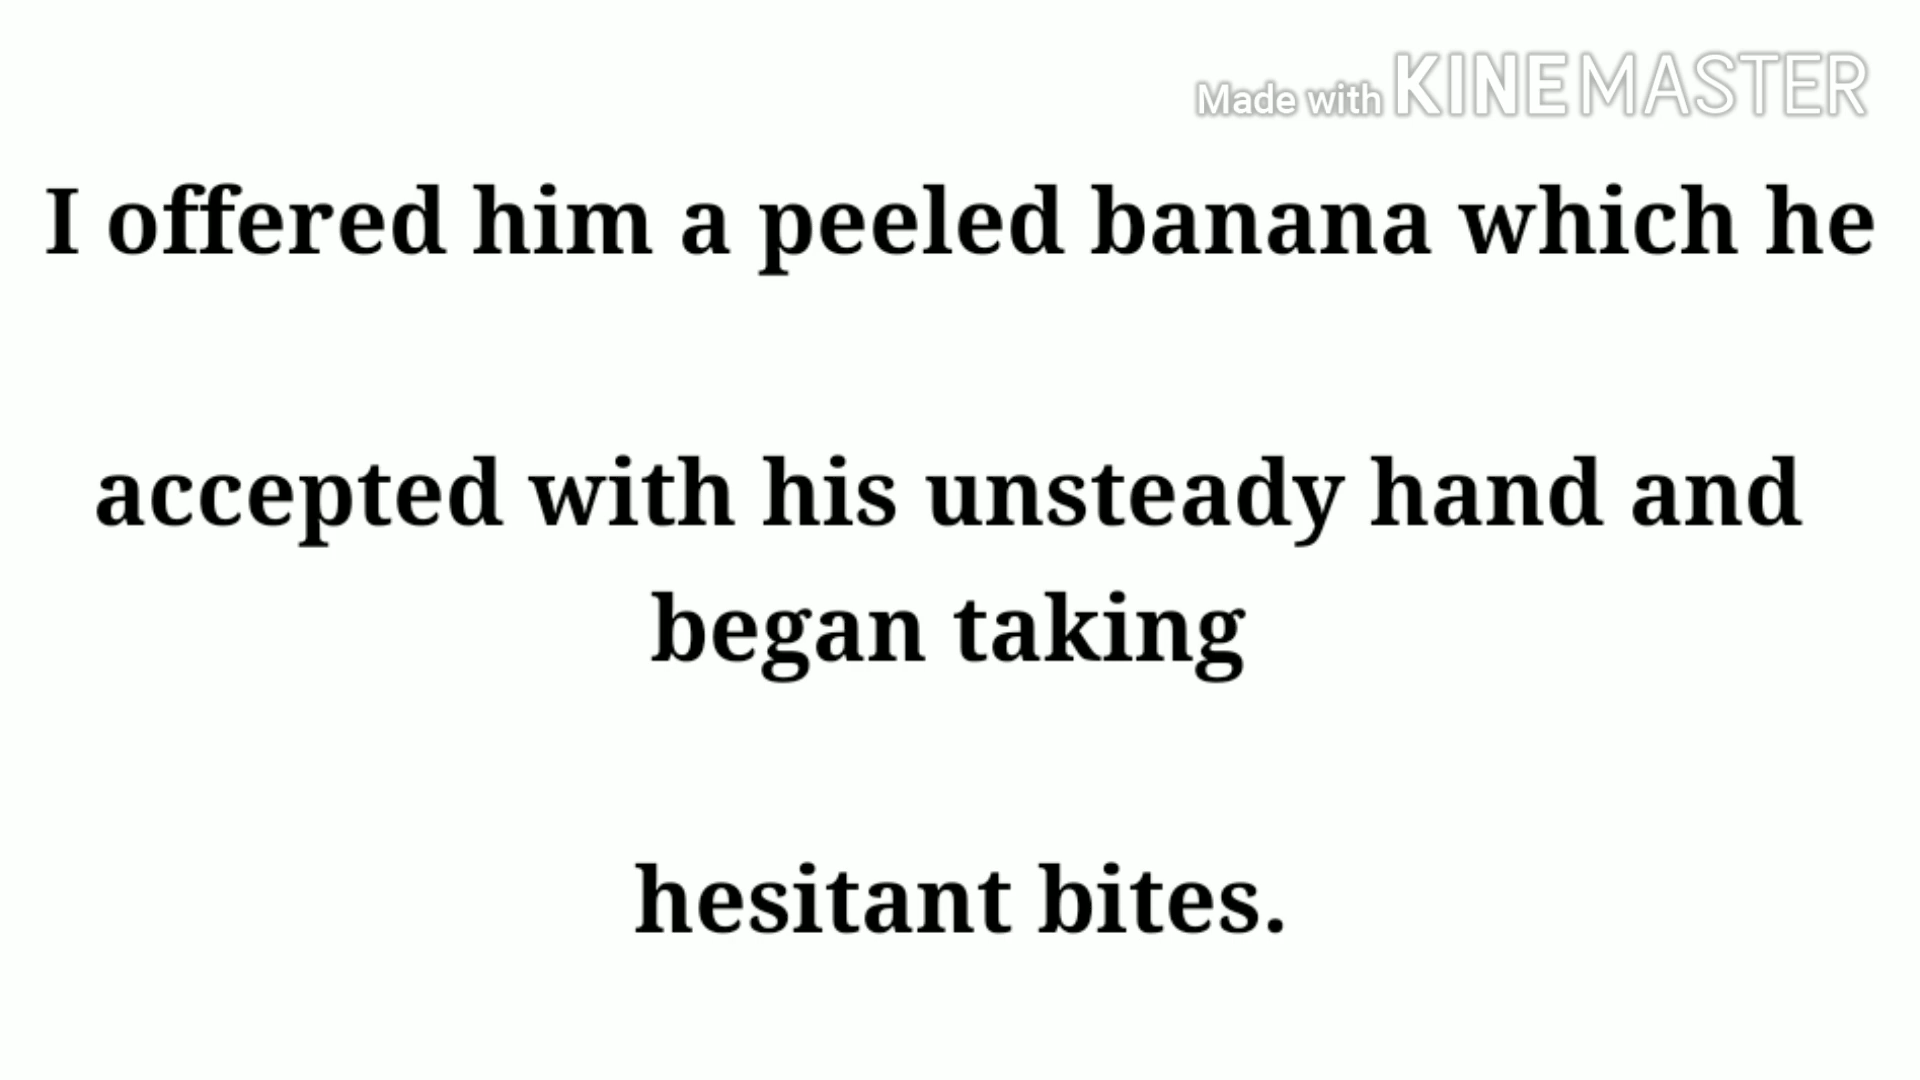 Made with KINEMASTER
I offered him a peeled banana which he
accepted with his unsteady hand and
began taking
hesitant bites.